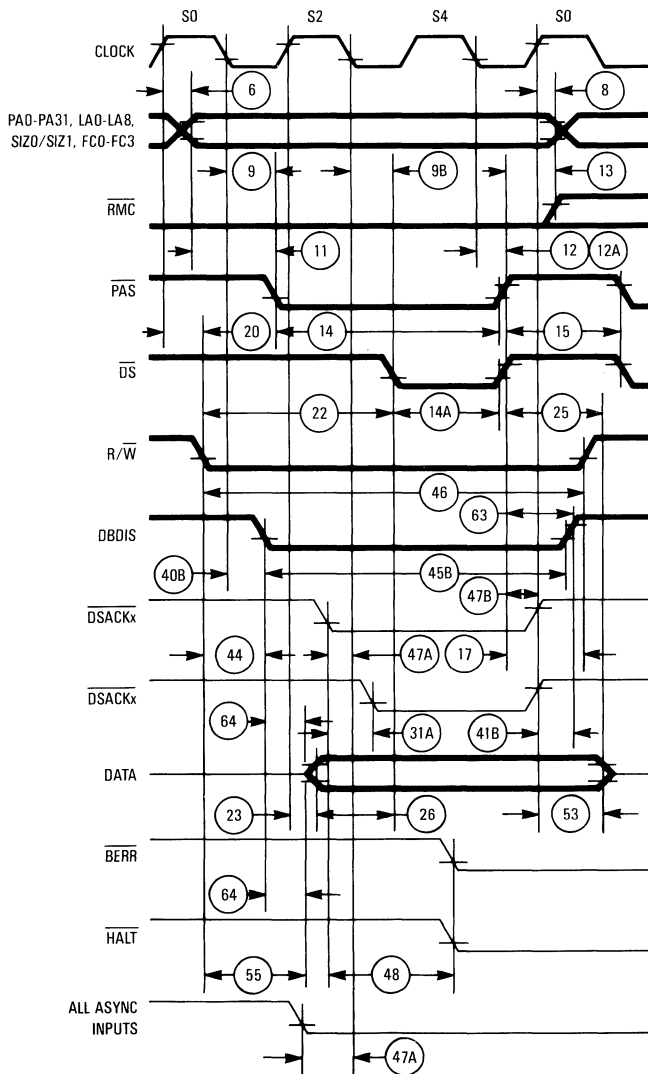 S0 S2 S4 S0
CLOCK
6 8
PA0-PA31, LA0-LA8,
SIZ0/SIZ1, FC0-FC3
9 9B 13
RMC
11 12 12A
PAS
20 14 15
DS
22 14A 25
R/W
46
63
DBDIS
40B 45B
47B
DSACKx
44 47A 17
DSACKx
64 31A 41B
DATA
23 26 53
BERR
64
HALT
55 48
ALL ASYNC
INPUTS
47A